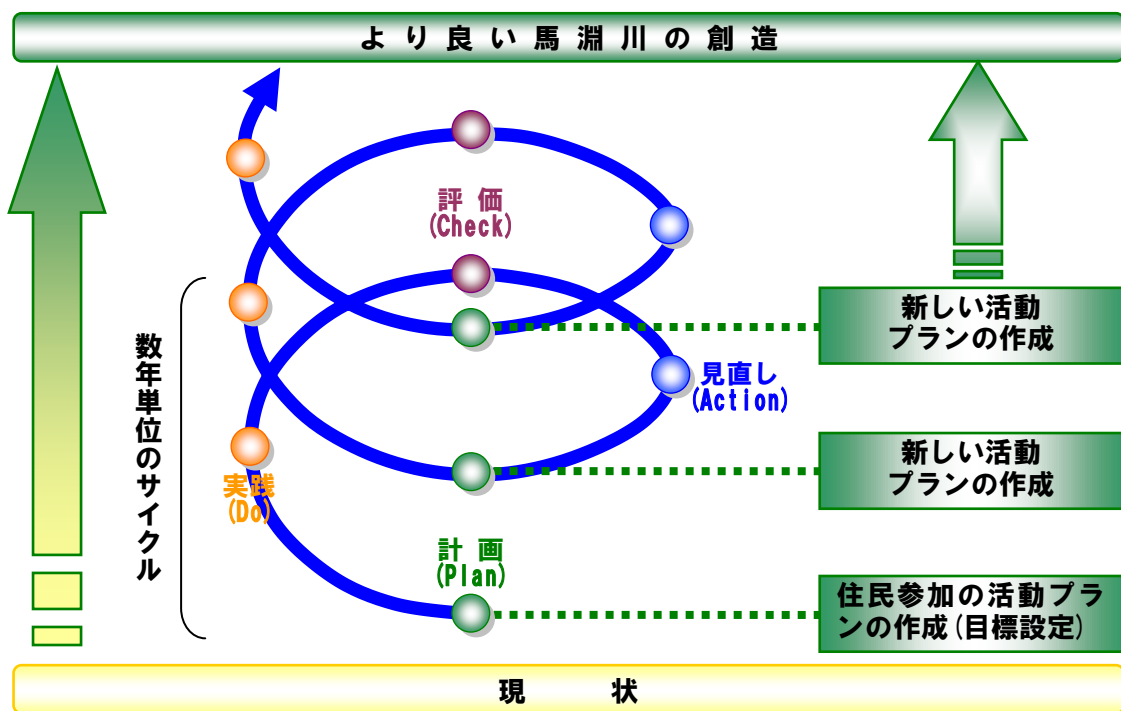 より良い馬淵川の創造
評価
(Check)
新しい活動
プランの作成
数年単位のサイクル
見直し
(Action)
新しい活動
プランの作成
実践
(Do)
計画
(Plan)
住民参加の活動プラ
ンの作成(目標設定)
現状